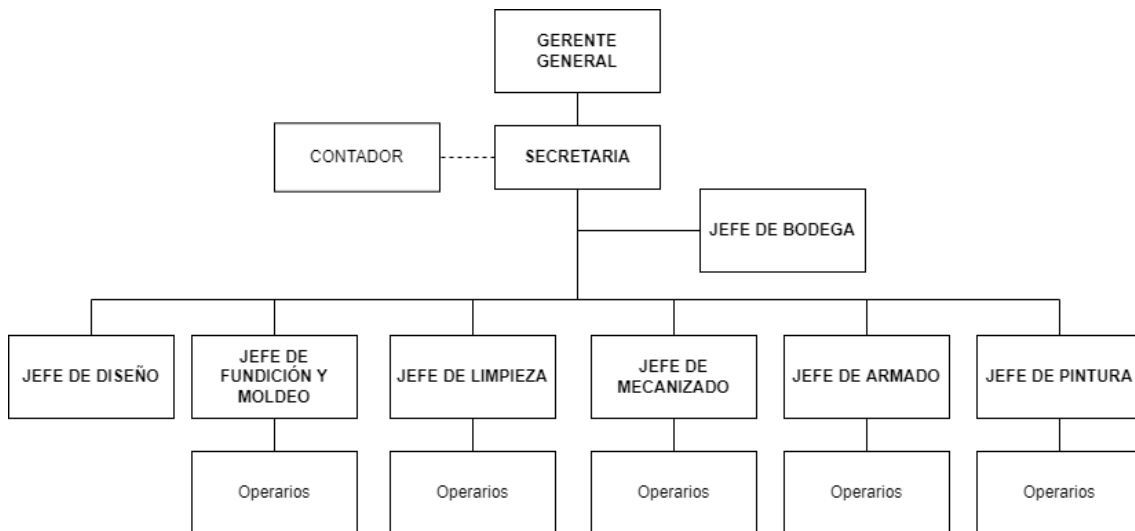 GERENTE
GENERAL
CONTADOR
SECRETARIA
JEFE DE BODEGA
JEFE DE DISEÑO
JEFE DE
FUNDICIÓN Y
MOLDEO
JEFE DE LIMPIEZA
JEFE DE
MECANIZADO
JEFE DE ARMADO
JEFE DE PINTURA
Operarios
Operarios
Operarios
Operarios
Operarios